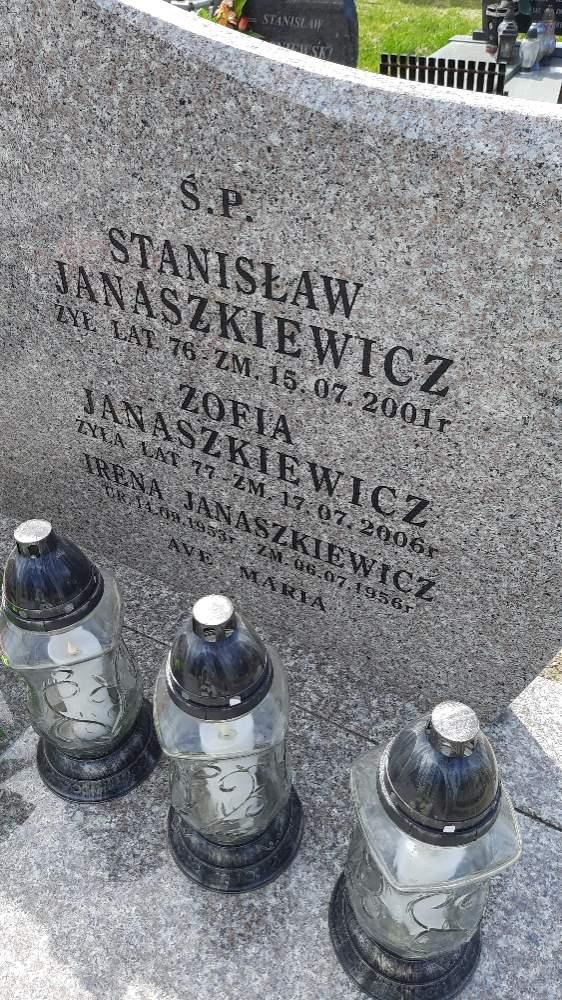 STANISŁAW
Ś.P.
STANISŁAW
JANASZKIEWICZ
ŻYŁ LAT 76 - ZM. 15.07.2001r
ZOFIA
JANASZKIEWICZ
ŻYŁA LAT 77 - ZM. 17.07.2006r
IRENA JANASZKIEWICZ
UR. 14.09.1953r ZM. 06.07.1956r
AVE MARIA